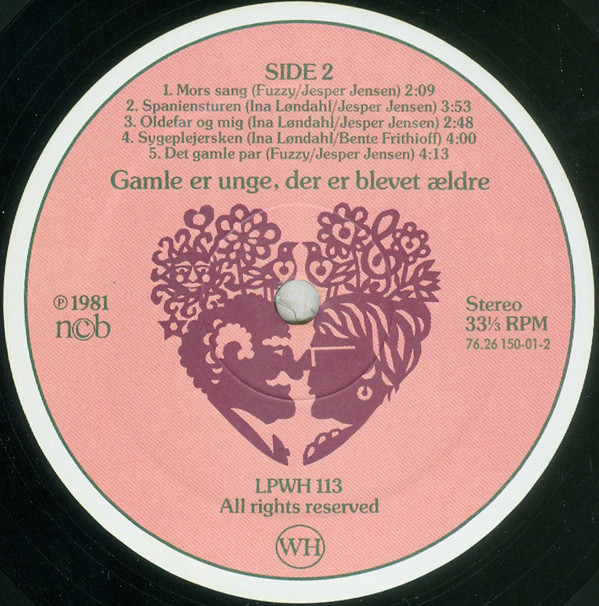 SIDE 2
1. Mors sang (Fuzzy/Jesper Jensen) 2:09
2. Spaniensturen (Ina Løndahl/Jesper Jensen) 3:53
3. Oldefar og mig (Ina Løndahl/Jesper Jensen) 2:48
4. Sygeplejersken (Ina Løndahl/Bente Frithioff) 4:00
5. Det gamle par (Fuzzy/Jesper Jensen) 4:13
Gamle er unge, der er blevet ældre
℗ 1981
n©b
Stereo
33⅓ RPM
76.26 150-01-2
LPWH 113
All rights reserved
WH